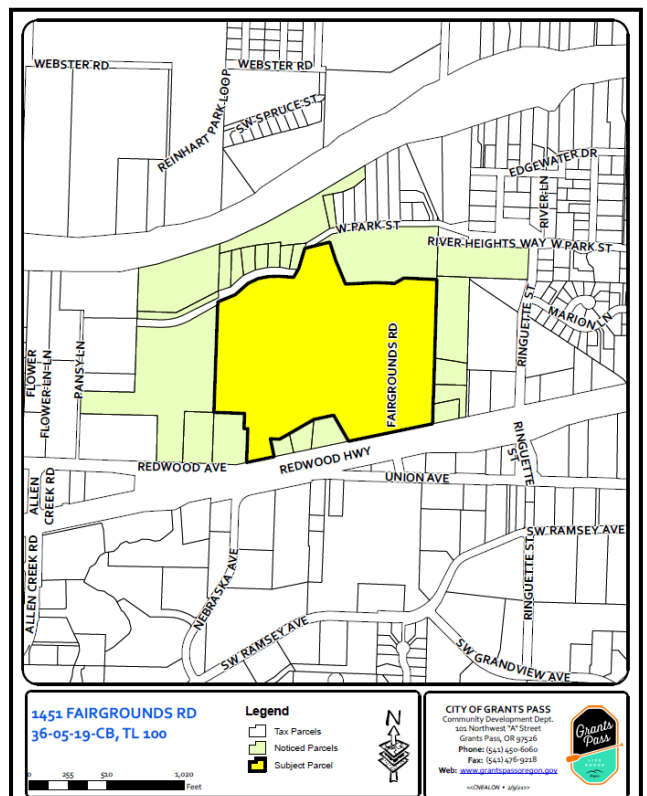 WEBSTER RD
WEBSTER RD
REINHART PARK LOOP
SW SPRUCE ST
EDGEWATER DR
RIVER LN
W PARK ST
RIVER HEIGHTS WAY
W PARK ST
RINGUETTE ST
MARION LN
FLOWER
FLOWER LN LN
PANSY LN
FAIRGROUNDS RD
REDWOOD AVE
REDWOOD HWY
RINGUETTE
ST
UNION AVE
ALLEN
CREEK RD
SW RAMSEY AVE
ALLEN CREEK RD
NEBRASKA AVE
RINGUETTE ST
SW RAMSEY AVE
SW GRANDVIEW AVE
1451 FAIRGROUNDS RD
36-05-19-CB, TL 100
0 255 510 1,020
Feet
Legend
Tax Parcels
Noticed Parcels
Subject Parcel
N
CITY OF GRANTS PASS
Community Development Dept.
101 Northwest "A" Street
Grants Pass, OR 97526
Phone: (541) 450-6060
Fax: (541) 476-9218
Web: www.grantspassoregon.gov
Grants
Pass